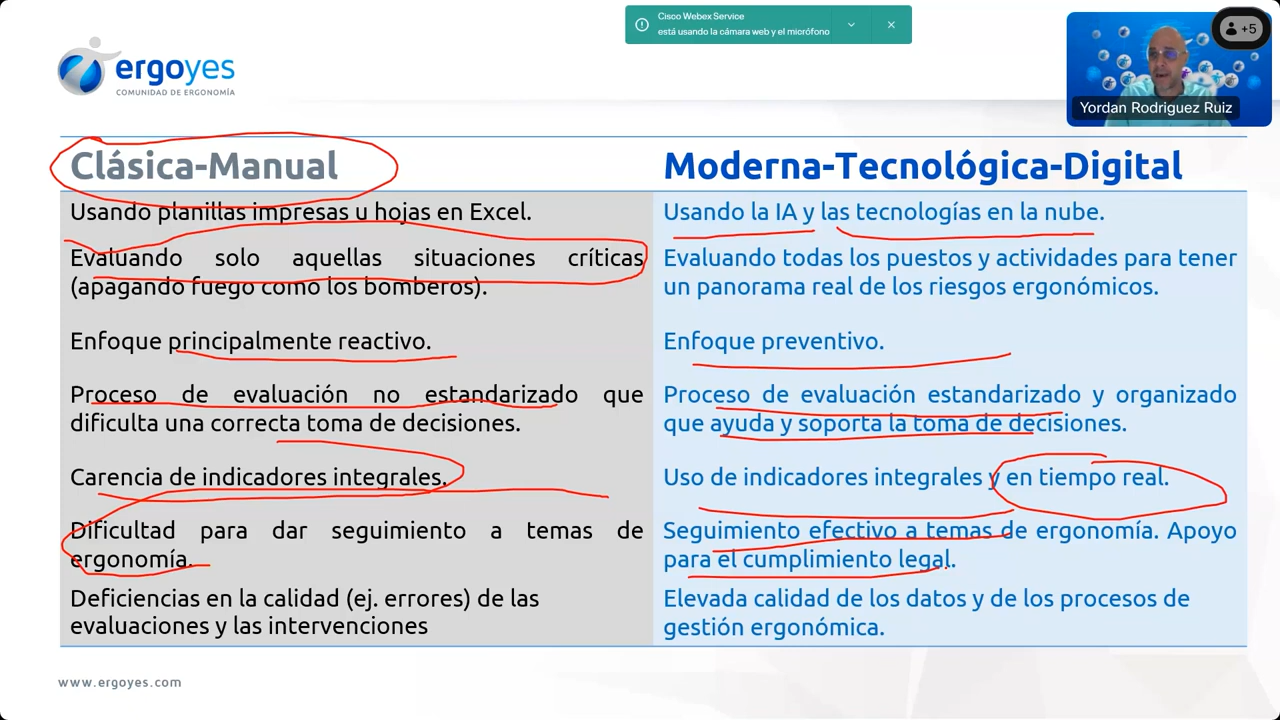 Cisco Webex Service
está usando la cámara web y el micrófono
+5
ergoyes
COMUNIDAD DE ERGONOMÍA
Yordan Rodriguez Ruiz
Clásica-Manual
Moderna-Tecnológica-Digital
Usando planillas impresas u hojas en Excel.
Usando la IA y las tecnologías en la nube.
Evaluando solo aquellas situaciones críticas
(apagando fuego como los bomberos).
Evaluando todas los puestos y actividades para tener
un panorama real de los riesgos ergonómicos.
Enfoque principalmente reactivo.
Enfoque preventivo.
Proceso de evaluación no estandarizado que
dificulta una correcta toma de decisiones.
Proceso de evaluación estandarizado y organizado
que ayuda y soporta la toma de decisiones.
Carencia de indicadores integrales.
Uso de indicadores integrales y en tiempo real.
Dificultad para dar seguimiento a temas de
ergonomía.
Seguimiento efectivo a temas de ergonomía. Apoyo
para el cumplimiento legal.
Deficiencias en la calidad (ej. errores) de las
evaluaciones y las intervenciones
Elevada calidad de los datos y de los procesos de
gestión ergonómica.
www.ergoyes.com